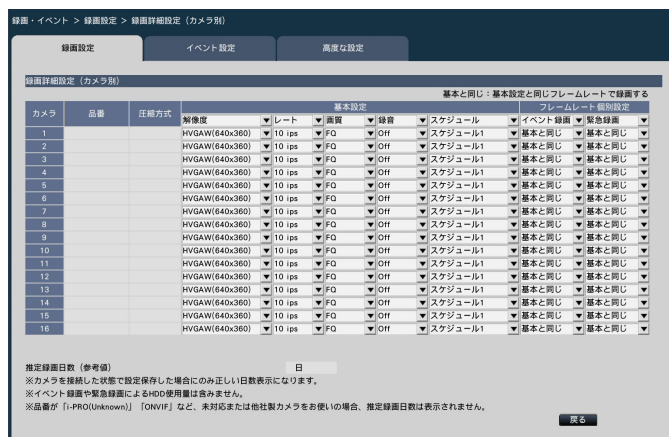 録画・イベント > 録画設定 > 録画詳細設定（カメラ別）
録画設定 イベント設定 高度な設定
録画詳細設定（カメラ別）
基本と同じ：基本設定と同じフレームレートで録画する
カメラ 品番 圧縮方式 基本設定 フレームレート個別設定
解像度 ▼ レート ▼ 画質 ▼ 録音 ▼ スケジュール ▼ イベント録画 ▼ 緊急録画 ▼
1 HVGAW(640x360) ▼ 10 ips ▼ FQ ▼ Off ▼ スケジュール1 ▼ 基本と同じ ▼ 基本と同じ ▼
2 HVGAW(640x360) ▼ 10 ips ▼ FQ ▼ Off ▼ スケジュール1 ▼ 基本と同じ ▼ 基本と同じ ▼
3 HVGAW(640x360) ▼ 10 ips ▼ FQ ▼ Off ▼ スケジュール1 ▼ 基本と同じ ▼ 基本と同じ ▼
4 HVGAW(640x360) ▼ 10 ips ▼ FQ ▼ Off ▼ スケジュール1 ▼ 基本と同じ ▼ 基本と同じ ▼
5 HVGAW(640x360) ▼ 10 ips ▼ FQ ▼ Off ▼ スケジュール1 ▼ 基本と同じ ▼ 基本と同じ ▼
6 HVGAW(640x360) ▼ 10 ips ▼ FQ ▼ Off ▼ スケジュール1 ▼ 基本と同じ ▼ 基本と同じ ▼
7 HVGAW(640x360) ▼ 10 ips ▼ FQ ▼ Off ▼ スケジュール1 ▼ 基本と同じ ▼ 基本と同じ ▼
8 HVGAW(640x360) ▼ 10 ips ▼ FQ ▼ Off ▼ スケジュール1 ▼ 基本と同じ ▼ 基本と同じ ▼
9 HVGAW(640x360) ▼ 10 ips ▼ FQ ▼ Off ▼ スケジュール1 ▼ 基本と同じ ▼ 基本と同じ ▼
10 HVGAW(640x360) ▼ 10 ips ▼ FQ ▼ Off ▼ スケジュール1 ▼ 基本と同じ ▼ 基本と同じ ▼
11 HVGAW(640x360) ▼ 10 ips ▼ FQ ▼ Off ▼ スケジュール1 ▼ 基本と同じ ▼ 基本と同じ ▼
12 HVGAW(640x360) ▼ 10 ips ▼ FQ ▼ Off ▼ スケジュール1 ▼ 基本と同じ ▼ 基本と同じ ▼
13 HVGAW(640x360) ▼ 10 ips ▼ FQ ▼ Off ▼ スケジュール1 ▼ 基本と同じ ▼ 基本と同じ ▼
14 HVGAW(640x360) ▼ 10 ips ▼ FQ ▼ Off ▼ スケジュール1 ▼ 基本と同じ ▼ 基本と同じ ▼
15 HVGAW(640x360) ▼ 10 ips ▼ FQ ▼ Off ▼ スケジュール1 ▼ 基本と同じ ▼ 基本と同じ ▼
16 HVGAW(640x360) ▼ 10 ips ▼ FQ ▼ Off ▼ スケジュール1 ▼ 基本と同じ ▼ 基本と同じ ▼
推定録画日数（参考値） 日
※カメラを接続した状態で設定保存した場合にのみ正しい日数表示になります。
※イベント録画や緊急録画によるHDD使用量は含みません。
※品番が「i-PRO(Unknown)」「ONVIF」など、未対応または他社製カメラをお使いの場合、推定録画日数は表示されません。
戻る